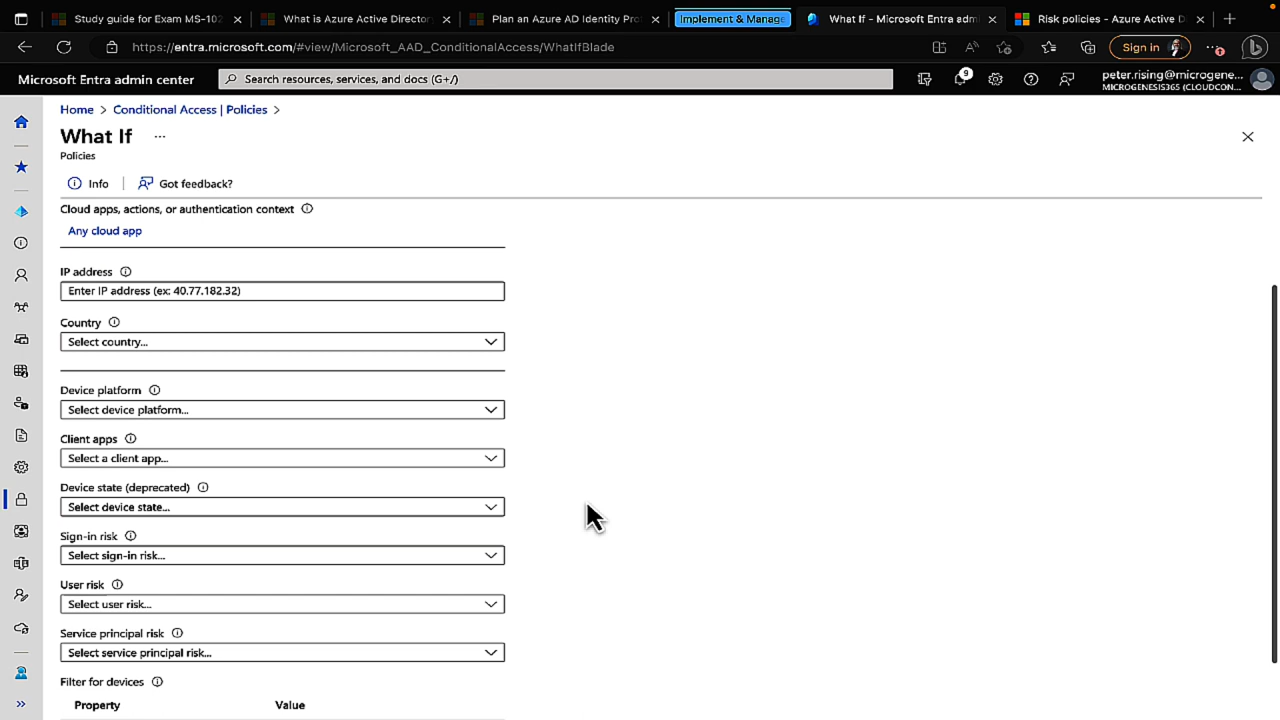 Study guide for Exam MS-102
What is Azure Active Director
Plan an Azure AD Identity Pro
Implement & Manage
What If - Microsoft Entra admi
Risk policies - Azure Active D
https://entra.microsoft.com/#view/Microsoft_AAD_ConditionalAccess/WhatIfBlade
Sign in
Microsoft Entra admin center
Search resources, services, and docs (G+/)
9
peter.rising@microgene...
MICROGENESIS365 (CLOUDCON...
Home > Conditional Access | Policies >
What If ...
Policies
Info
Got feedback?
Cloud apps, actions, or authentication context
Any cloud app
IP address
Enter IP address (ex: 40.77.182.32)
Country
Select country...
Device platform
Select device platform...
Client apps
Select a client app...
Device state (deprecated)
Select device state...
Sign-in risk
Select sign-in risk...
User risk
Select user risk...
Service principal risk
Select service principal risk...
Filter for devices
Property Value